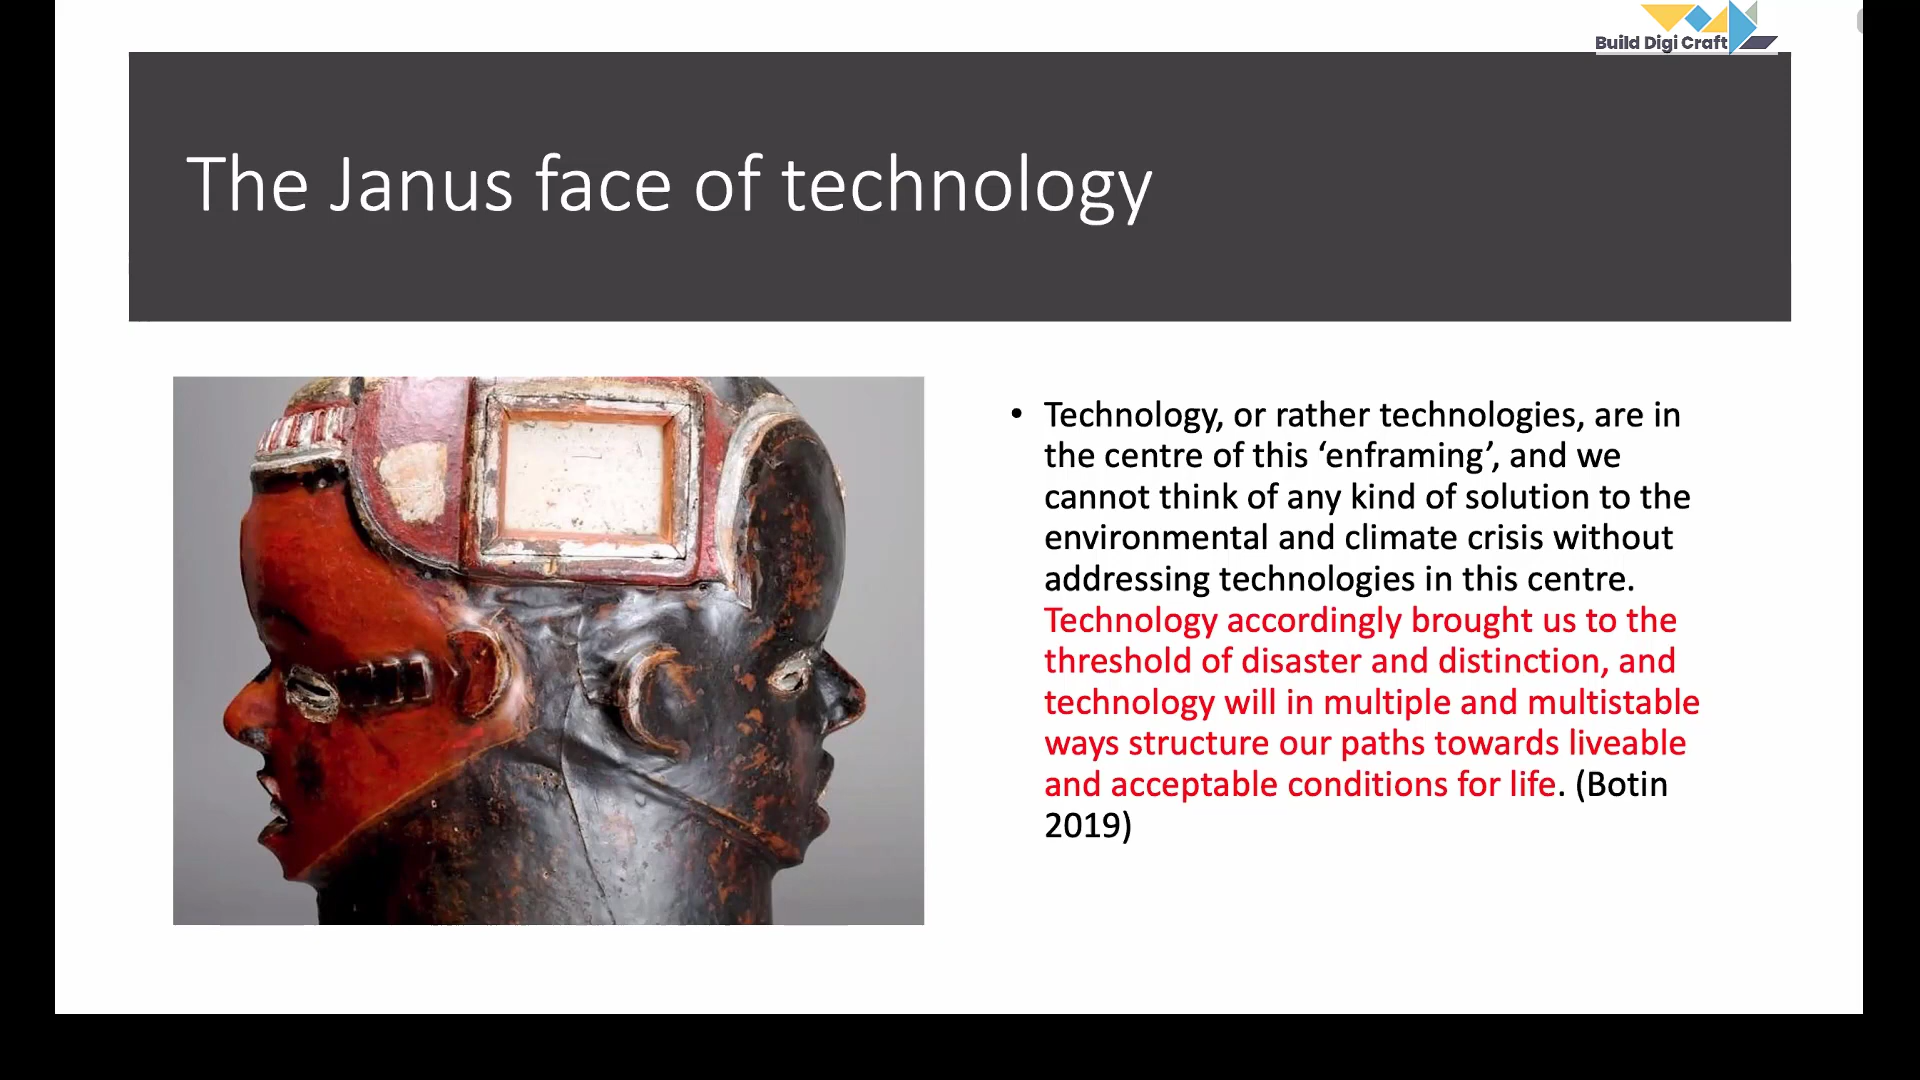 Build Digi Craft
The Janus face of technology
• Technology, or rather technologies, are in
the centre of this ‘enframing’, and we
cannot think of any kind of solution to the
environmental and climate crisis without
addressing technologies in this centre.
Technology accordingly brought us to the
threshold of disaster and distinction, and
technology will in multiple and multistable
ways structure our paths towards liveable
and acceptable conditions for life. (Botin
2019)